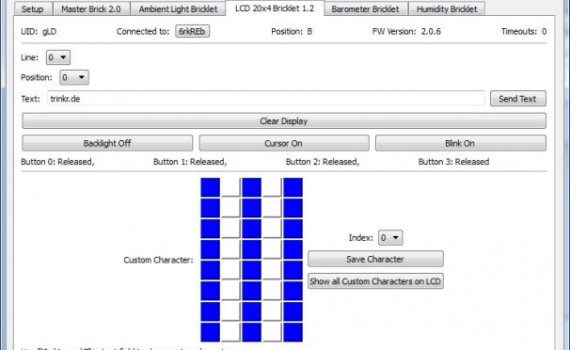 Setup Master Brick 2.0 Ambient Light Bricklet LCD 20x4 Bricklet 1.2 Barometer Bricklet Humidity Bricklet
UID: gLD Connected to: 6rkREb Position: B FW Version: 2.0.6 Timeouts: 0
Line: 0
Position: 0
Text: trinkr.de Send Text
Clear Display
Backlight Off Cursor On Blink On
Button 0: Released, Button 1: Released, Button 2: Released, Button 3: Released
Index: 0
Custom Character: Save Character
Show all Custom Characters on LCD